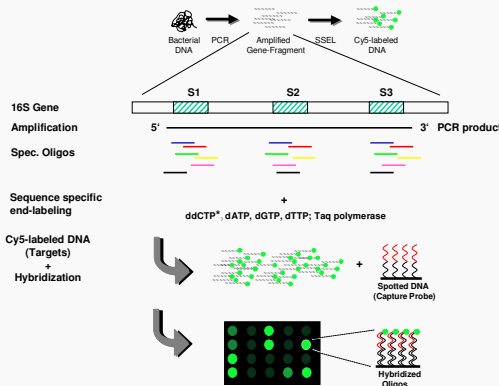 Bacterial DNA
PCR
Amplified Gene-Fragment
SSEL
Cy5-labeled DNA
S1 S2 S3
16S Gene
Amplification 5‘ 3‘ PCR product
Spec. Oligos
Sequence specific
end-labeling
+
ddCTP*, dATP, dGTP, dTTP; Taq polymerase
Cy5-labeled DNA
(Targets)
+
Hybridization
+
Spotted DNA
(Capture Probe)
Hybridized
Oligos